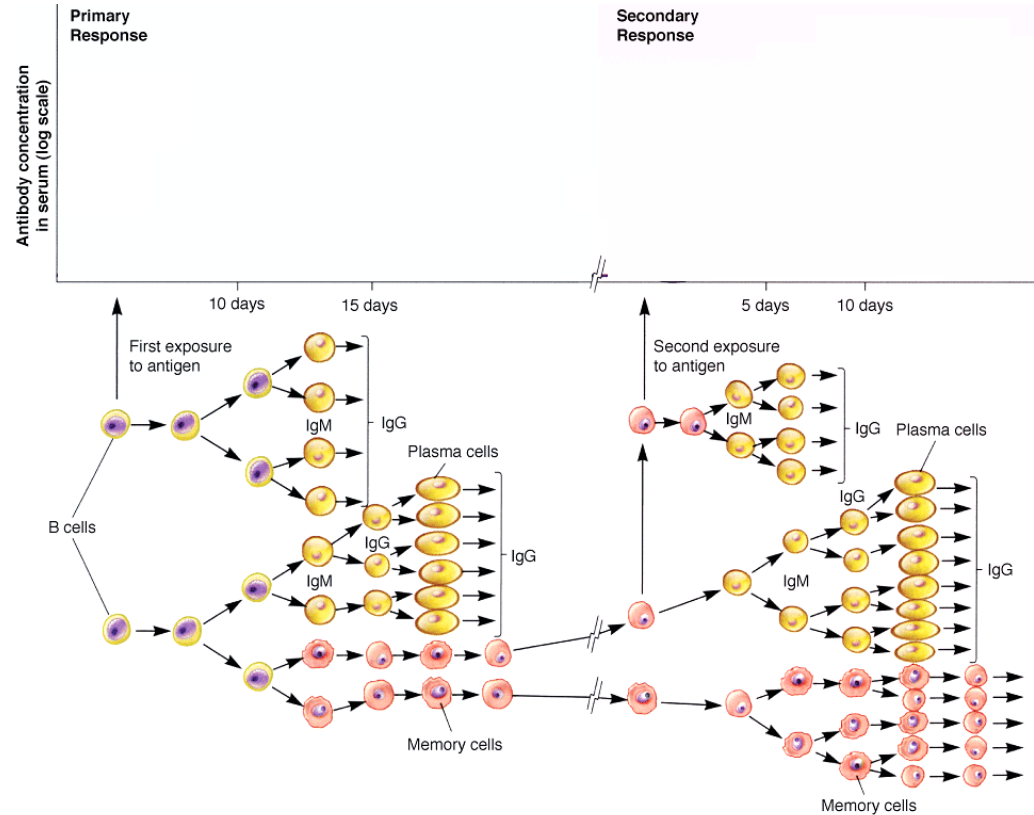 Primary
Response
Secondary
Response
Antibody concentration
in serum (log scale)
10 days
15 days
5 days
10 days
First exposure
to antigen
Second exposure
to antigen
IgM
IgG
IgM
IgG
Plasma cells
Plasma cells
B cells
IgG
IgG
IgM
IgG
IgG
IgM
Memory cells
Memory cells